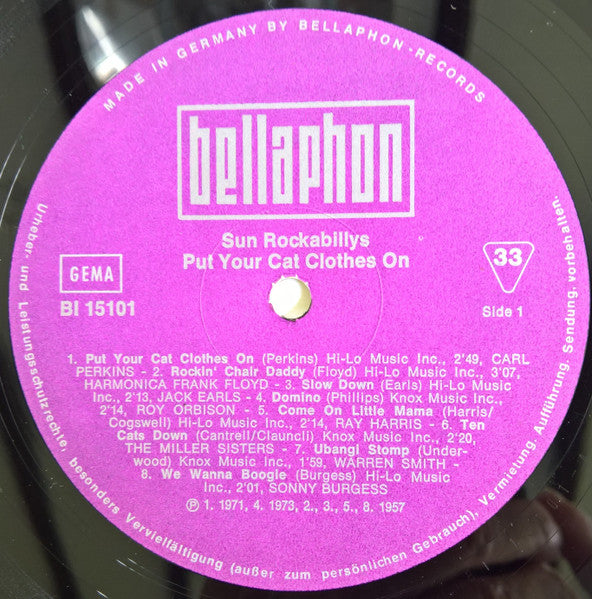 MADE IN GERMANY BY BELLAPHON-RECORDS
bellaphon
Sun Rockabillys
Put Your Cat Clothes On
GEMA
BI 15101
33
Side 1
1. Put Your Cat Clothes On (Perkins) Hi-Lo Music Inc., 2'49, CARL
PERKINS - 2. Rockin' Chair Daddy (Floyd) Hi-Lo Music Inc., 3'07,
HARMONICA FRANK FLOYD - 3. Slow Down (Earls) Hi-Lo Music
Inc., 2'13, JACK EARLS - 4. Domino (Phillips) Knox Music Inc.,
2'14, ROY ORBISON - 5. Come On Little Mama (Harris/
Cogswell) Hi-Lo Music Inc., 2'14, RAY HARRIS - 6. Ten
Cats Down (Cantrell/Clauncli) Knox Music Inc., 2'20,
THE MILLER SISTERS - 7. Ubangi Stomp (Under-
wood) Knox Music Inc., 1'59, WARREN SMITH -
8. We Wanna Boogie (Burgess) Hi-Lo Music
Inc., 2'01, SONNY BURGESS
Ⓟ 1. 1971, 4. 1973, 2., 3., 5., 8. 1957
Urheber- und Leistungsschutzrechte, besonders Vervielfältigung (außer zum persönlichen Gebrauch), Vermietung, Aufführung, Sendung, vorbehalten.